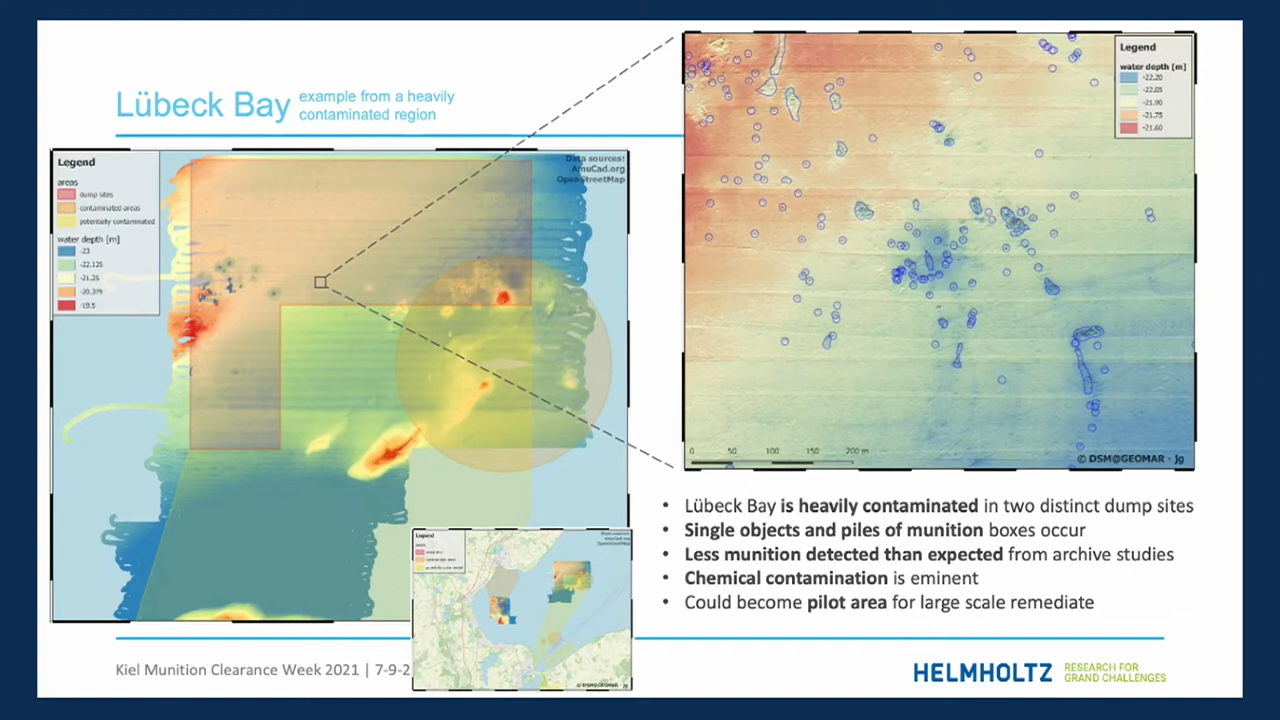 Lübeck Bay example from a heavily
contaminated region
Legend
areas
dump sites
contaminated areas
potentially contaminated
water depth [m]
-23
-22.125
-21.25
-20.375
-19.5
Data sources:
AmuCad.org
OpenStreetMap
Legend
water depth [m]
-22.20
-22.05
-21.90
-21.75
-21.60
0 50 100 150 200 m
© DSM@GEOMAR - jg
• Lübeck Bay is heavily contaminated in two distinct dump sites
• Single objects and piles of munition boxes occur
• Less munition detected than expected from archive studies
• Chemical contamination is eminent
• Could become pilot area for large scale remediate
Legend
© DSM@GEOMAR - jg
Kiel Munition Clearance Week 2021 | 7-9-2
HELMHOLTZ RESEARCH FOR
GRAND CHALLENGES